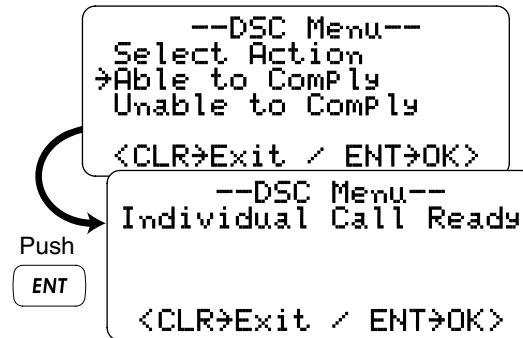 --DSC Menu--
Select Action
→Able to Comply
Unable to Comply
<CLR→Exit / ENT→OK>
--DSC Menu--
Individual Call Ready
<CLR→Exit / ENT→OK>
Push
ENT